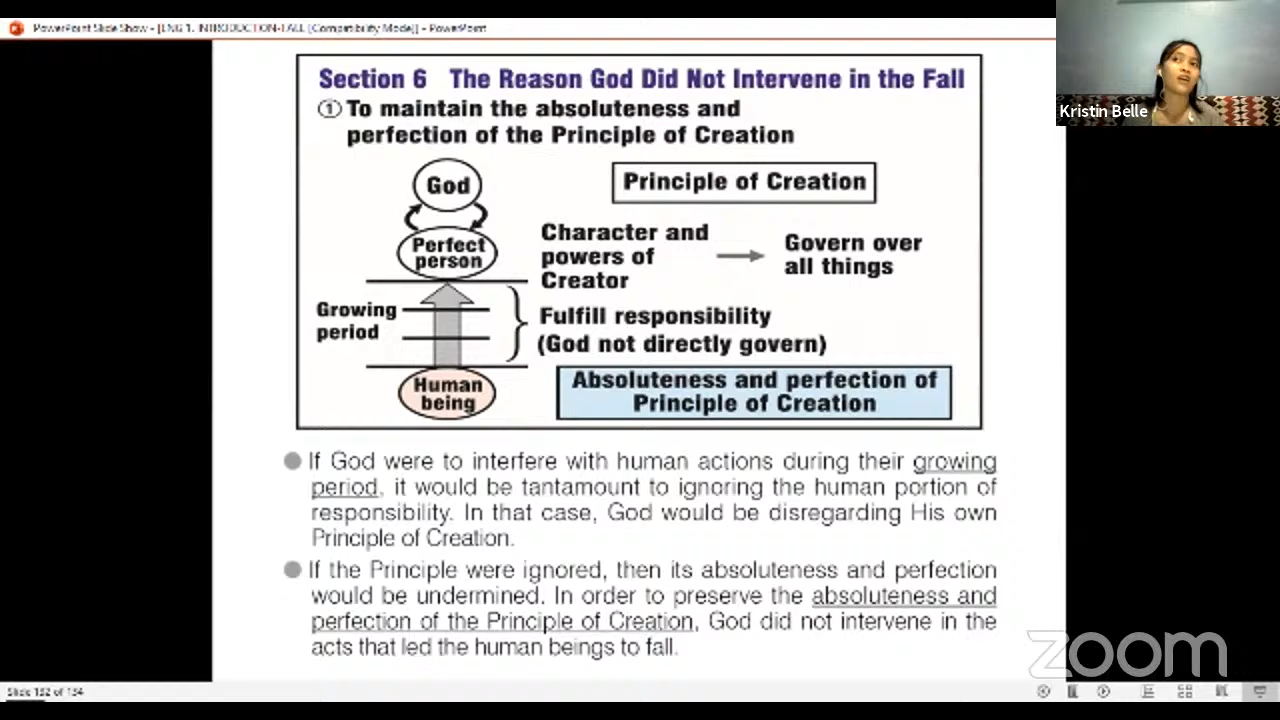 PowerPoint Slide Show - [ENG 1. INTRODUCTION-FALL [Compatibility Mode]] - PowerPoint
Kristin Belle
Section 6 The Reason God Did Not Intervene in the Fall
① To maintain the absoluteness and
perfection of the Principle of Creation
God
Principle of Creation
Perfect
person
Character and
powers of
Creator
Govern over
all things
Growing
period
Fulfill responsibility
(God not directly govern)
Human
being
Absoluteness and perfection of
Principle of Creation
● If God were to interfere with human actions during their growing
period, it would be tantamount to ignoring the human portion of
responsibility. In that case, God would be disregarding His own
Principle of Creation.
● If the Principle were ignored, then its absoluteness and perfection
would be undermined. In order to preserve the absoluteness and
perfection of the Principle of Creation, God did not intervene in the
acts that led the human beings to fall.
zoom
Slide 132 of 134